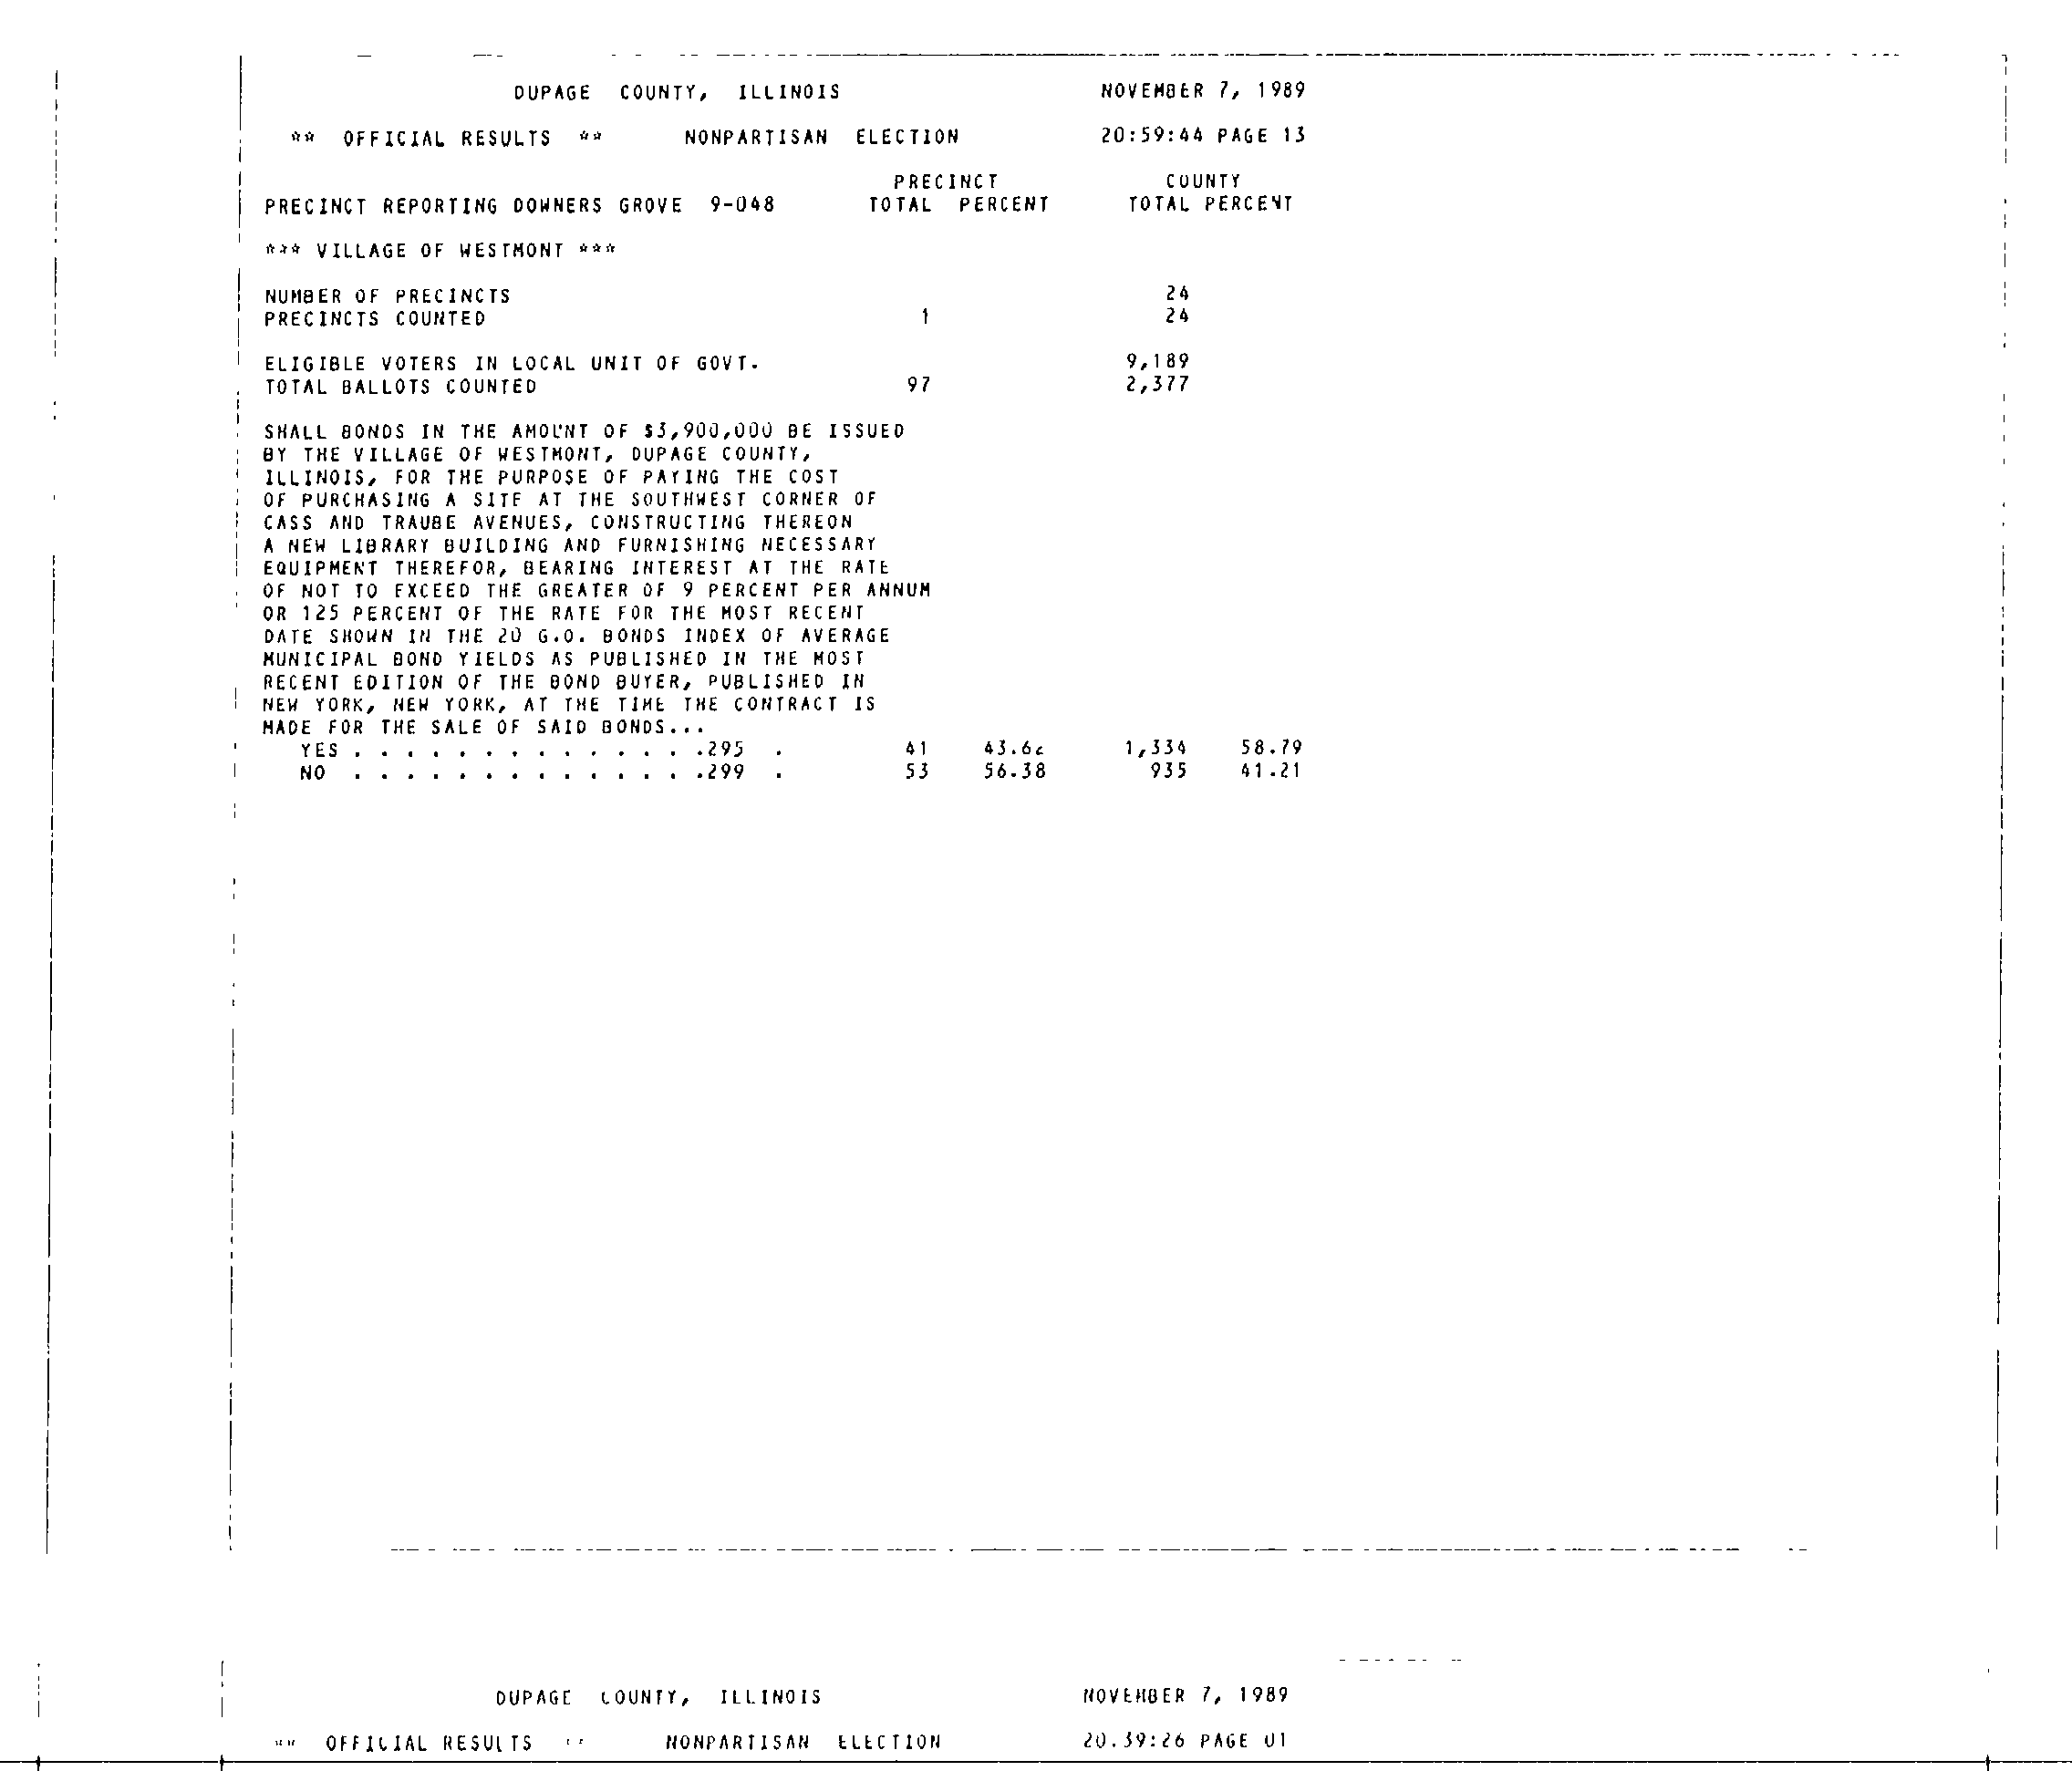 DUPAGE COUNTY, ILLINOIS NOVEMBER 7, 1989
** OFFICIAL RESULTS ** NONPARTISAN ELECTION 20:59:44 PAGE 13
PRECINCT COUNTY
PRECINCT REPORTING DOWNERS GROVE 9-048 TOTAL PERCENT TOTAL PERCENT
*** VILLAGE OF WESTMONT ***
NUMBER OF PRECINCTS 24
PRECINCTS COUNTED 1 24
ELIGIBLE VOTERS IN LOCAL UNIT OF GOVT. 9,189
TOTAL BALLOTS COUNTED 97 2,377
SHALL BONDS IN THE AMOUNT OF $3,900,000 BE ISSUED
BY THE VILLAGE OF WESTMONT, DUPAGE COUNTY,
ILLINOIS, FOR THE PURPOSE OF PAYING THE COST
OF PURCHASING A SITE AT THE SOUTHWEST CORNER OF
CASS AND TRAUBE AVENUES, CONSTRUCTING THEREON
A NEW LIBRARY BUILDING AND FURNISHING NECESSARY
EQUIPMENT THEREFOR, BEARING INTEREST AT THE RATE
OF NOT TO EXCEED THE GREATER OF 9 PERCENT PER ANNUM
OR 125 PERCENT OF THE RATE FOR THE MOST RECENT
DATE SHOWN IN THE 20 G.O. BONDS INDEX OF AVERAGE
MUNICIPAL BOND YIELDS AS PUBLISHED IN THE MOST
RECENT EDITION OF THE BOND BUYER, PUBLISHED IN
NEW YORK, NEW YORK, AT THE TIME THE CONTRACT IS
MADE FOR THE SALE OF SAID BONDS...
YES . . . . . . . . . . . . . .295 . 41 43.62 1,334 58.79
NO . . . . . . . . . . . . . .299 . 53 56.38 935 41.21
DUPAGE COUNTY, ILLINOIS NOVEMBER 7, 1989
** OFFICIAL RESULTS ** NONPARTISAN ELECTION 20.39:26 PAGE 01